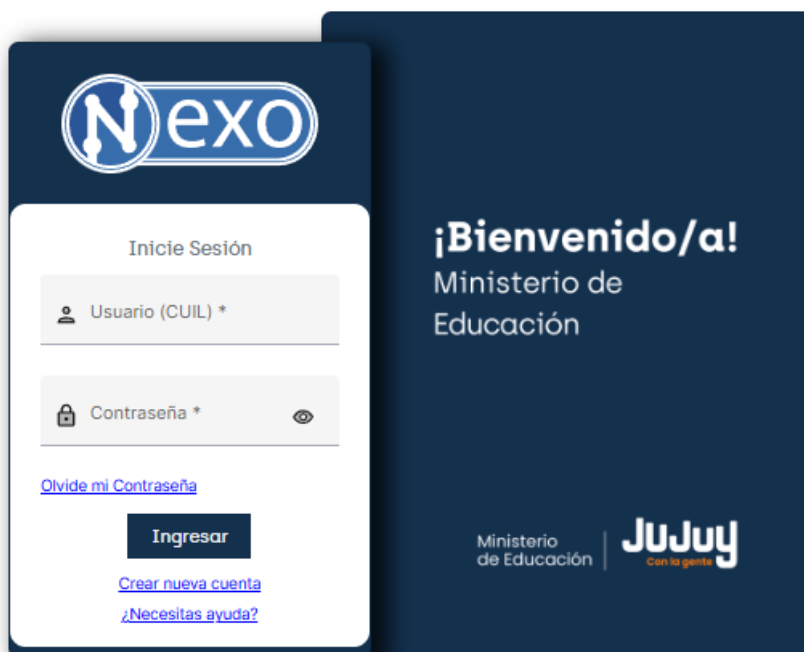 Nexo
Inicie Sesión
Usuario (CUIL) *
Contraseña *
Olvide mi Contraseña
Ingresar
Crear nueva cuenta
¿Necesitas ayuda?
¡Bienvenido/a!
Ministerio de
Educación
Ministerio
de Educación
JuJuy
Con la gente